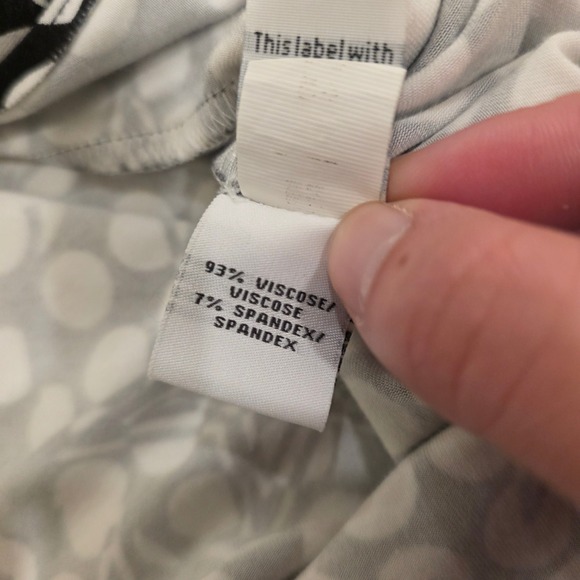 This label with
93% VISCOSE/
VISCOSE
7% SPANDEX/
SPANDEX